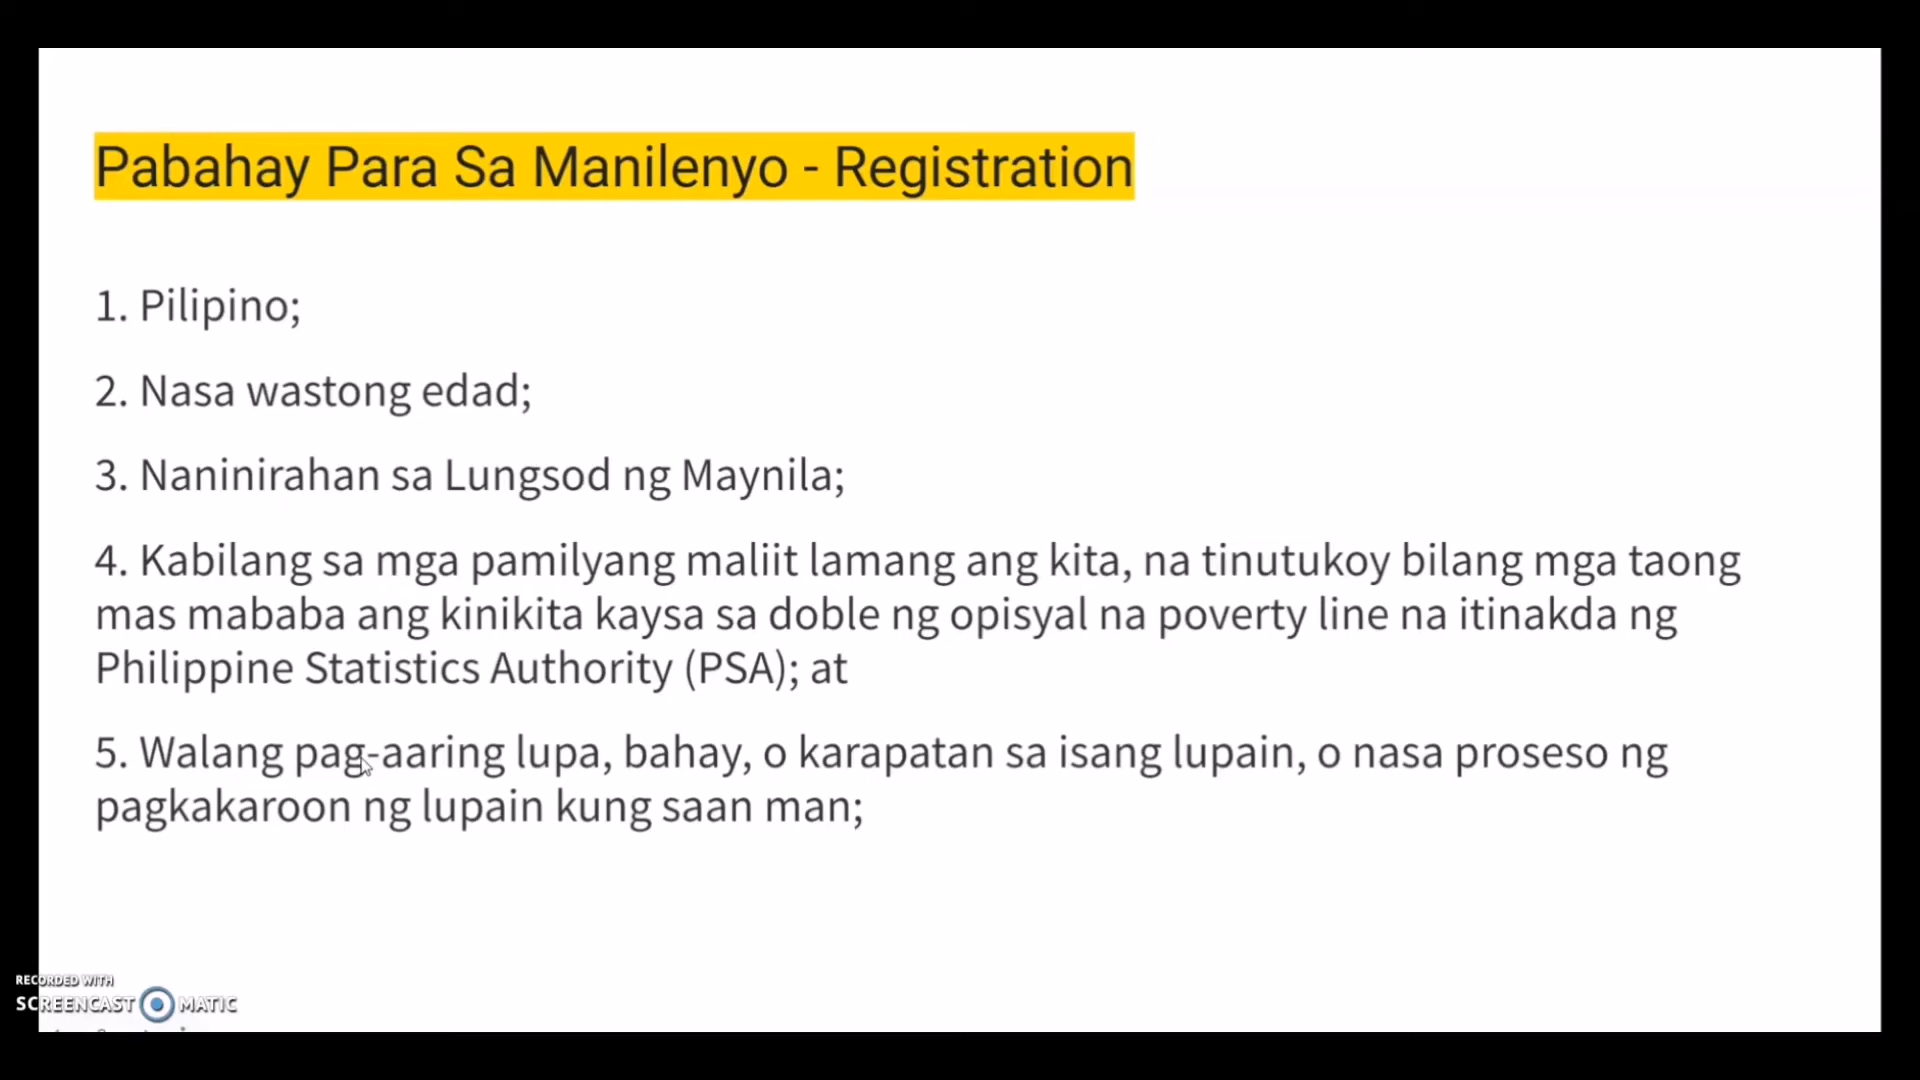 Pabahay Para Sa Manilenyo - Registration
1. Pilipino;
2. Nasa wastong edad;
3. Naninirahan sa Lungsod ng Maynila;
4. Kabilang sa mga pamilyang maliit lamang ang kita, na tinutukoy bilang mga taong
mas mababa ang kinikita kaysa sa doble ng opisyal na poverty line na itinakda ng
Philippine Statistics Authority (PSA); at
5. Walang pag-aaring lupa, bahay, o karapatan sa isang lupain, o nasa proseso ng
pagkakaroon ng lupain kung saan man;
RECORDED WITH
SCREENCAST MATIC